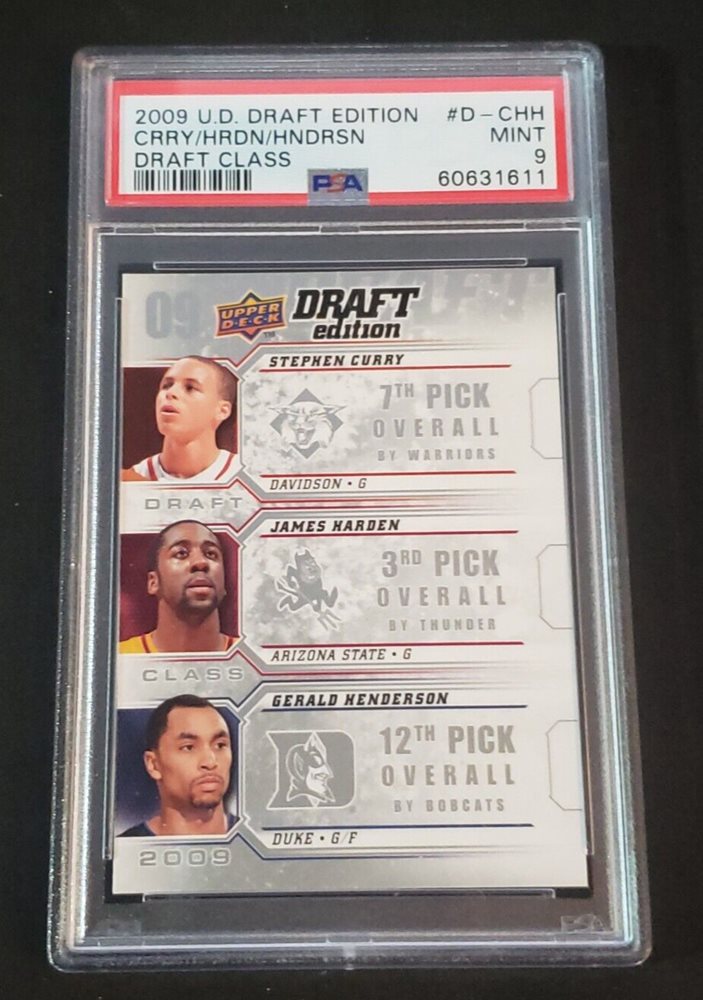 2009 U.D. DRAFT EDITION #D-CHH
CRRY/HRDN/HNDRSN MINT
DRAFT CLASS 9
PSA 60631611
09
UPPER DECK™
DRAFT
edition
STEPHEN CURRY
7TH PICK
OVERALL
BY WARRIORS
DAVIDSON • G
DRAFT
JAMES HARDEN
3RD PICK
OVERALL
BY THUNDER
ARIZONA STATE • G
CLASS
GERALD HENDERSON
12TH PICK
OVERALL
BY BOBCATS
DUKE • G/F
2009
PSA